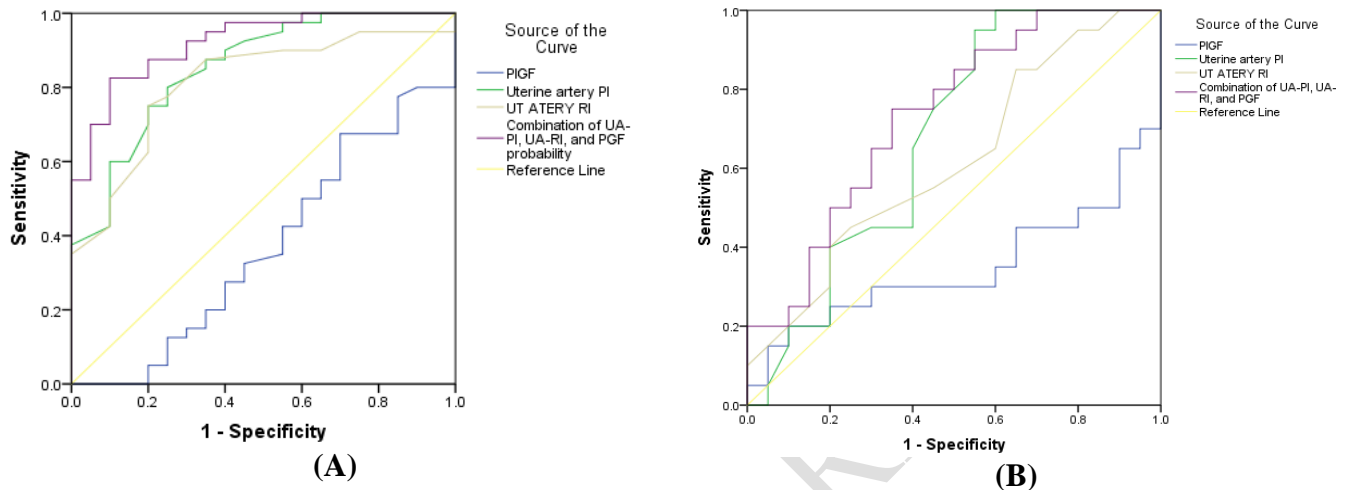 Source of the
Curve
PIGF
Uterine artery PI
UT ATERY RI
Combination of UA-
PI, UA-RI, and PGF
probability
Reference Line
Sensitivity
1.0
0.8
0.6
0.4
0.2
0.0
0.0 0.2 0.4 0.6 0.8 1.0
1 - Specificity
(A)
Source of the Curve
PIGF
Uterine artery PI
UT ATERY RI
Combination of UA-PI, UA-
RI, and PGF
Reference Line
Sensitivity
1.0
0.8
0.6
0.4
0.2
0.0
0.0 0.2 0.4 0.6 0.8 1.0
1 - Specificity
(B)